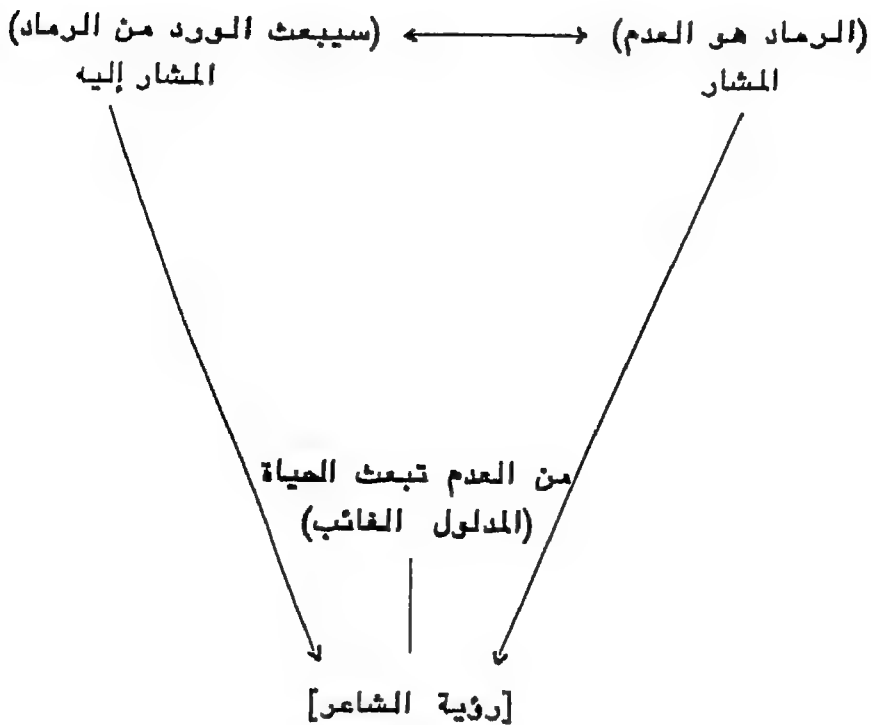 (الرماد هو العدم) (سيبعث الورد من الرماد)
المشار المشار إليه
من العدم تبعث الحياة
(المدلول الغائب)
[رؤية الشاعر]